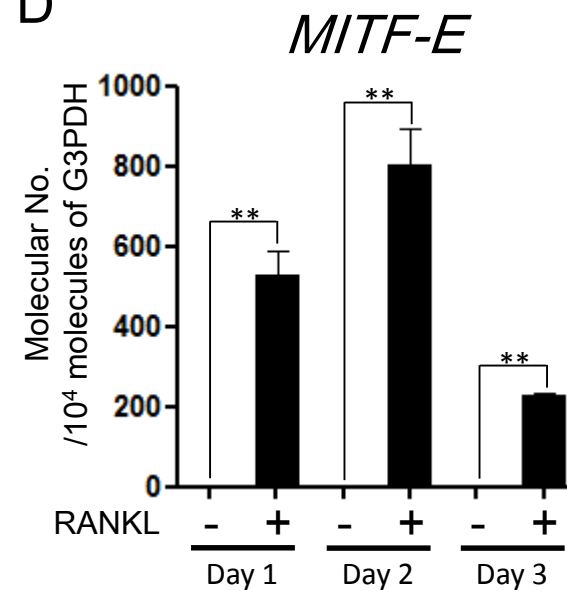 D
MITF-E
Molecular No.
/10⁴ molecules of G3PDH
1000
800
600
400
200
0
**
**
**
RANKL - + - + - +
Day 1 Day 2 Day 3